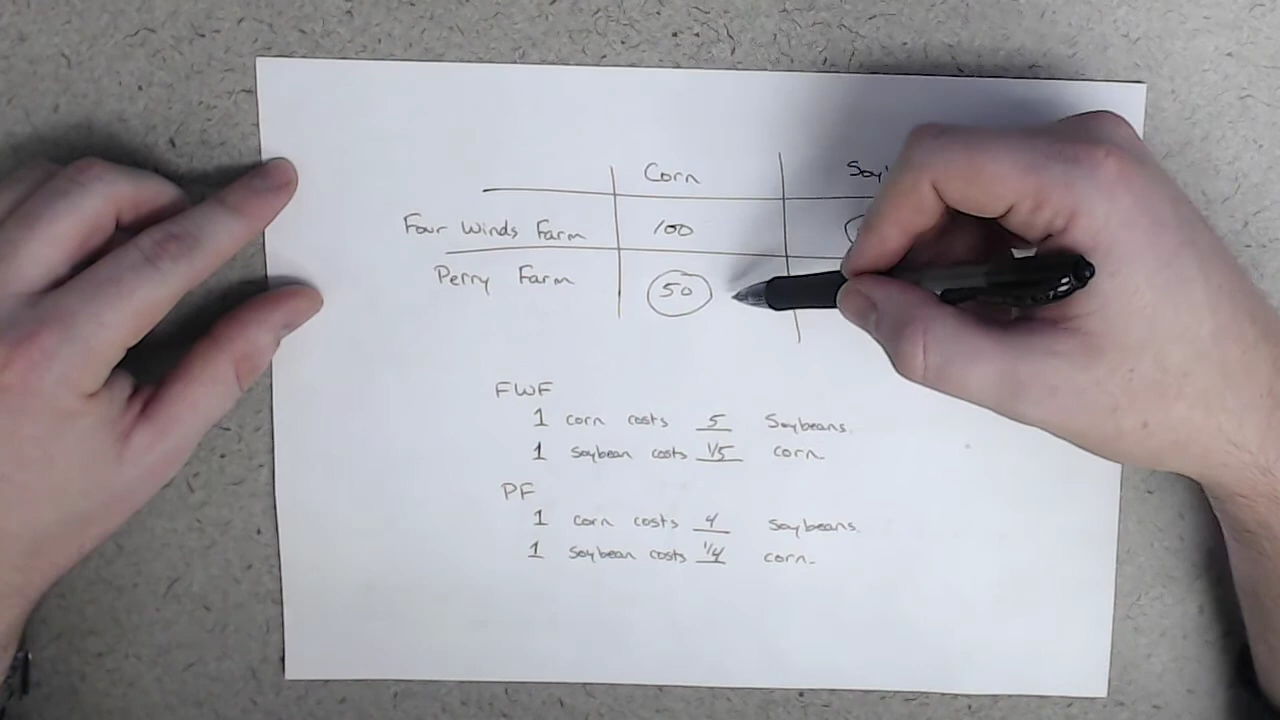 Corn Soy
Four Winds Farm 100
Perry Farm 50
FWF
1 corn costs 5 Soybeans.
1 Soybean costs 1/5 corn
PF
1 corn costs 4 Soybeans.
1 Soybean costs 1/4 corn.